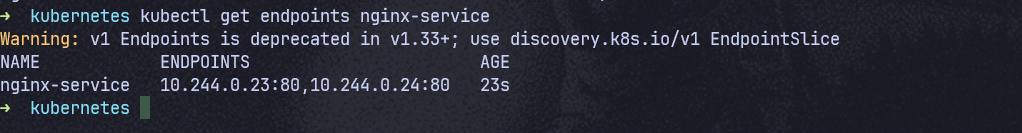 → kubernetes kubectl get endpoints nginx-service
Warning: v1 Endpoints is deprecated in v1.33+; use discovery.k8s.io/v1 EndpointSlice
NAME ENDPOINTS AGE
nginx-service 10.244.0.23:80,10.244.0.24:80 23s
→ kubernetes